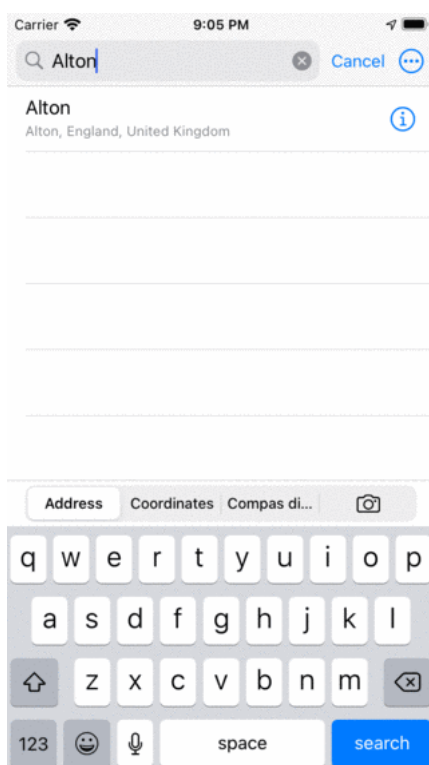 Carrier 9:05 PM
Alton Cancel
Alton
Alton, England, United Kingdom
Address Coordinates Compas di...
q w e r t y u i o p
a s d f g h j k l
z x c v b n m
123 space search